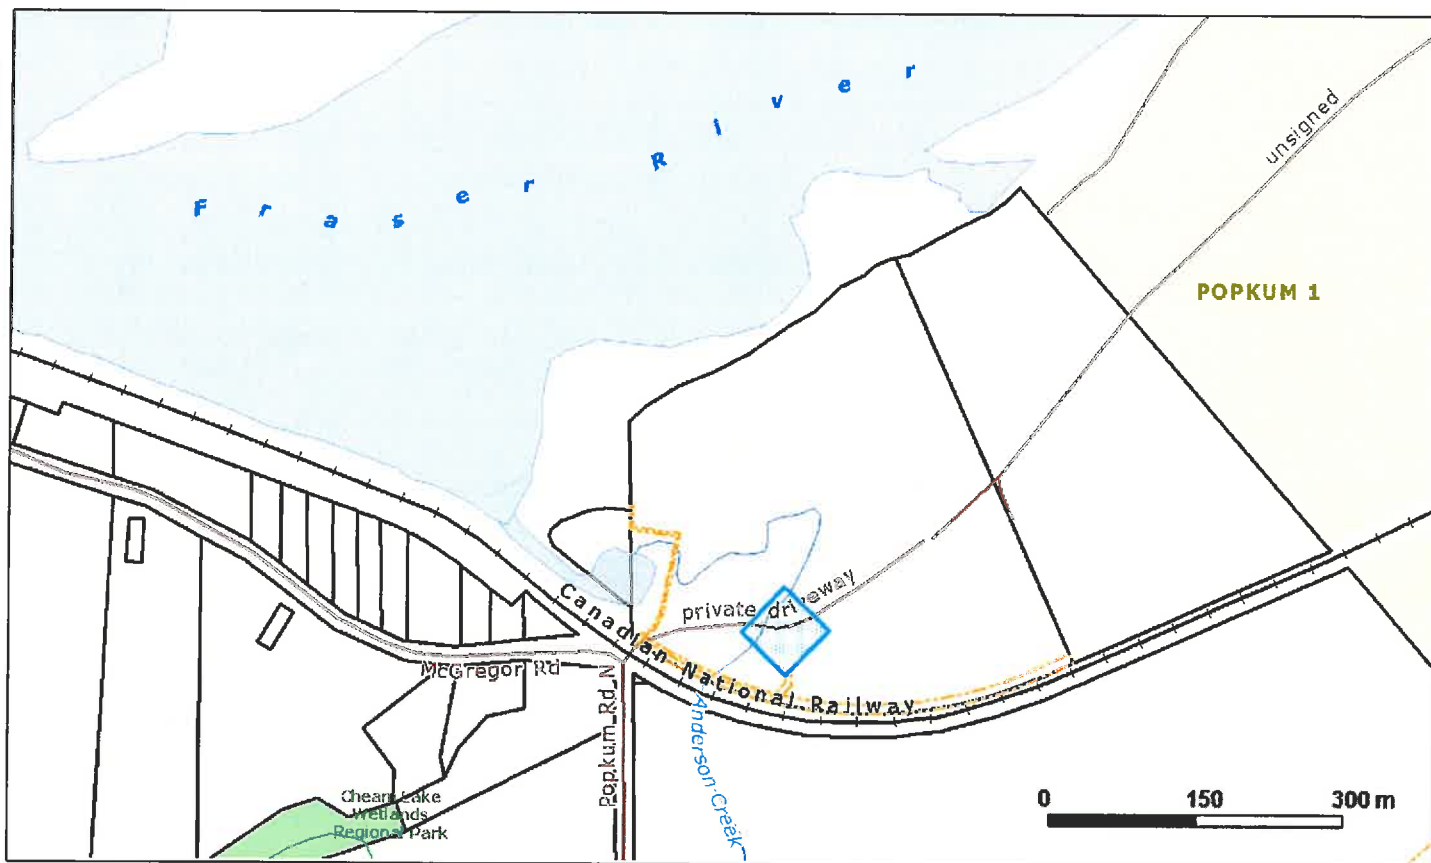 Fraser River
unsigned
POPKUM 1
private driveway
Canadian National Railway
McGregor Rd
Popkum Rd N
Anderson Creek
Cheam Lake
Wetlands
Regional Park
0 150 300 m